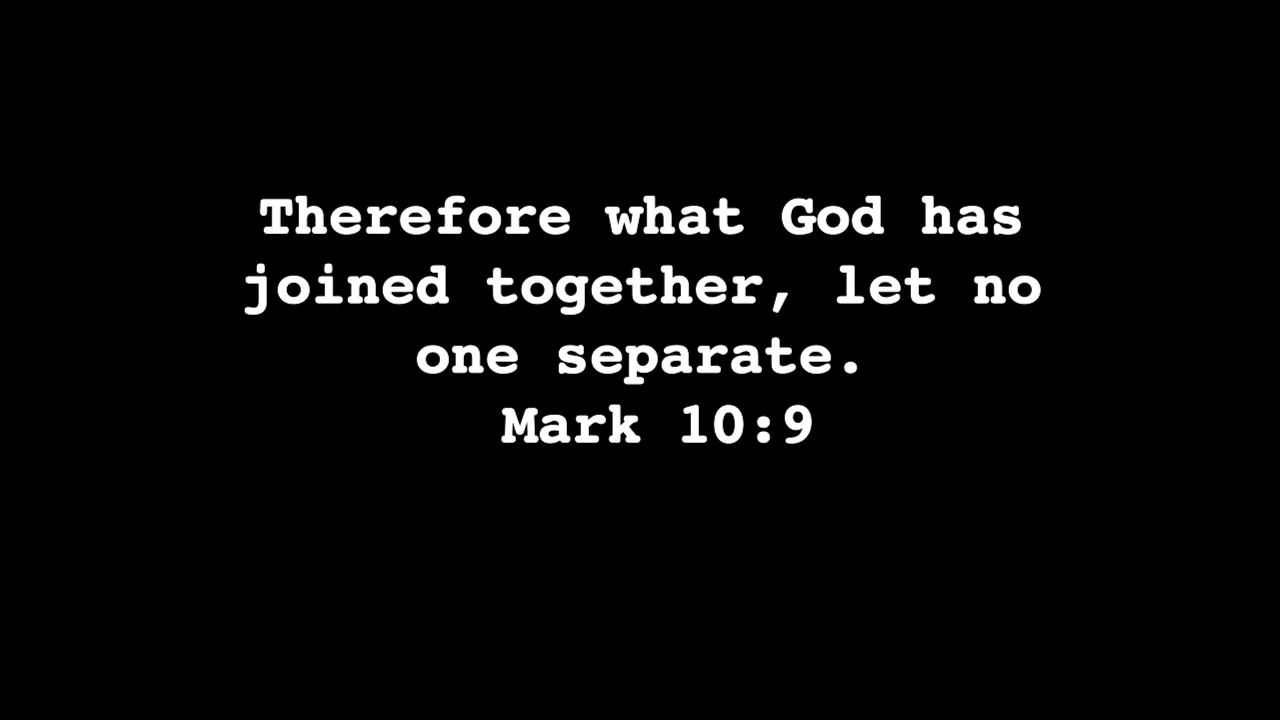 Therefore what God has
joined together, let no
one separate.
Mark 10:9